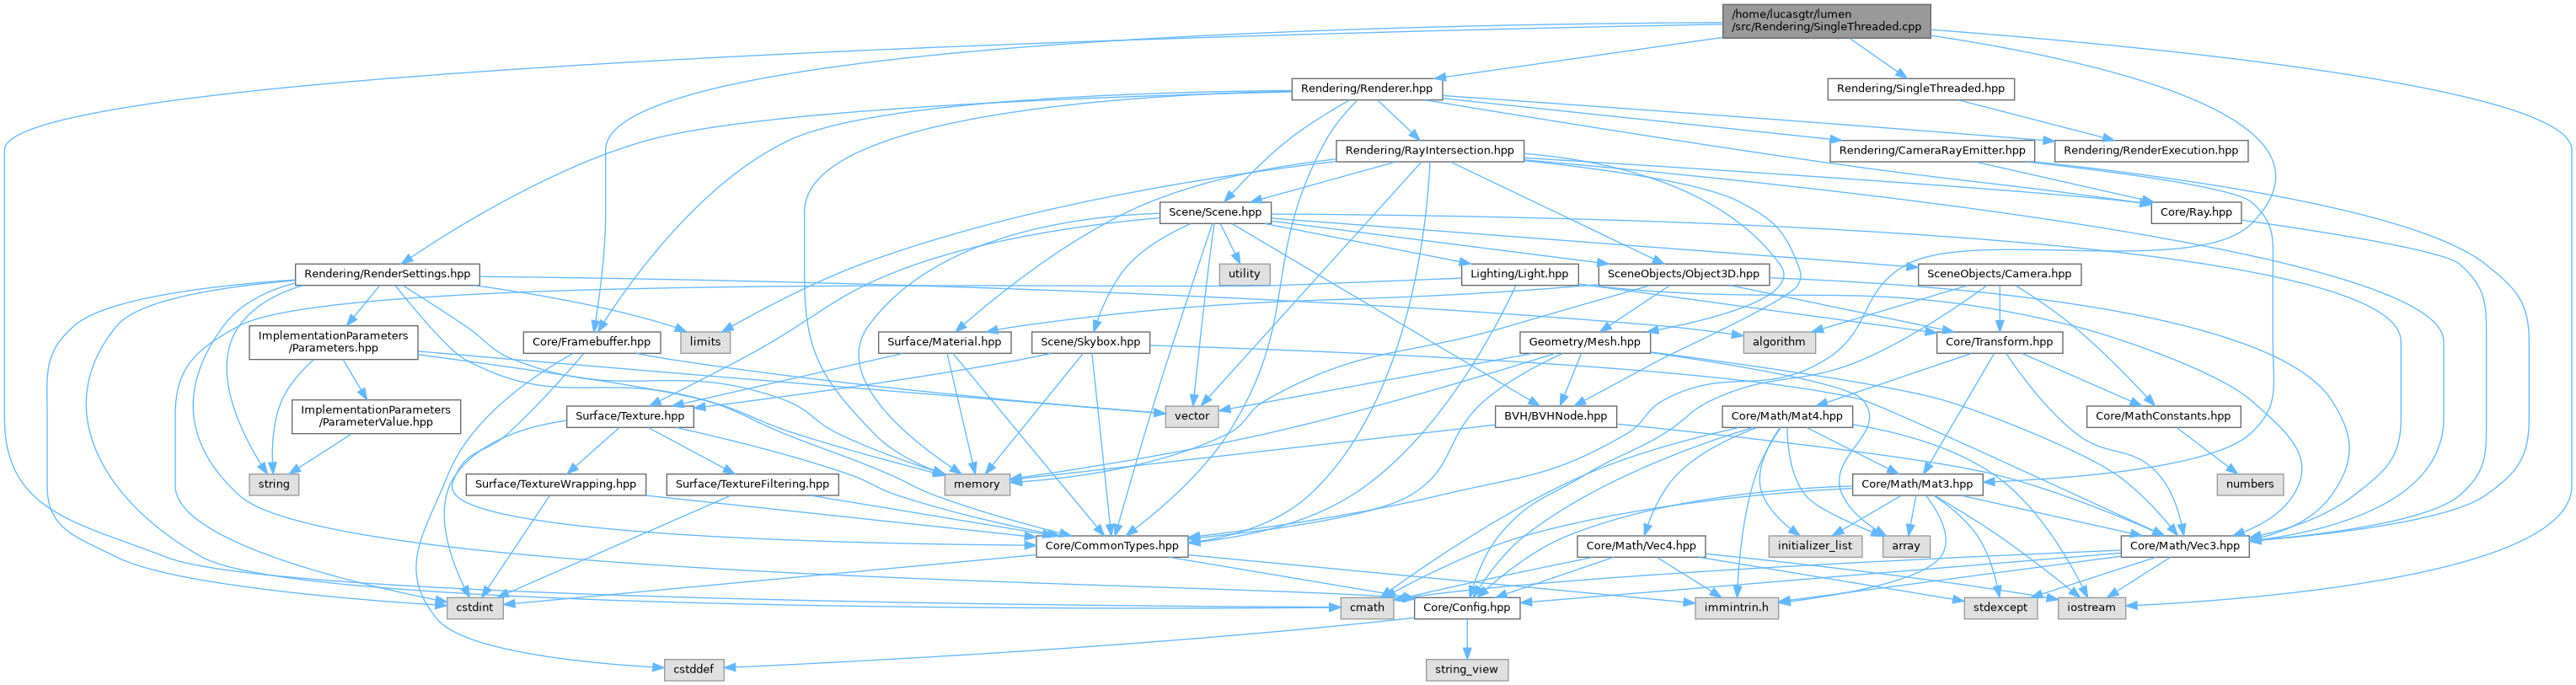 /home/lucasgtr/lumen
/src/Rendering/SingleThreaded.cpp
Rendering/Renderer.hpp
Rendering/SingleThreaded.hpp
Rendering/RayIntersection.hpp
Rendering/CameraRayEmitter.hpp
Rendering/RenderExecution.hpp
Scene/Scene.hpp
Core/Ray.hpp
Rendering/RenderSettings.hpp
utility
Lighting/Light.hpp
SceneObjects/Object3D.hpp
SceneObjects/Camera.hpp
ImplementationParameters
/Parameters.hpp
Core/Framebuffer.hpp
limits
Surface/Material.hpp
Scene/Skybox.hpp
Geometry/Mesh.hpp
algorithm
Core/Transform.hpp
ImplementationParameters
/ParameterValue.hpp
Surface/Texture.hpp
vector
BVH/BVHNode.hpp
Core/Math/Mat4.hpp
Core/MathConstants.hpp
string
Surface/TextureWrapping.hpp
Surface/TextureFiltering.hpp
memory
Core/Math/Mat3.hpp
numbers
Core/CommonTypes.hpp
Core/Math/Vec4.hpp
initializer_list
array
Core/Math/Vec3.hpp
cstdint
cmath
Core/Config.hpp
immintrin.h
stdexcept
iostream
cstddef
string_view